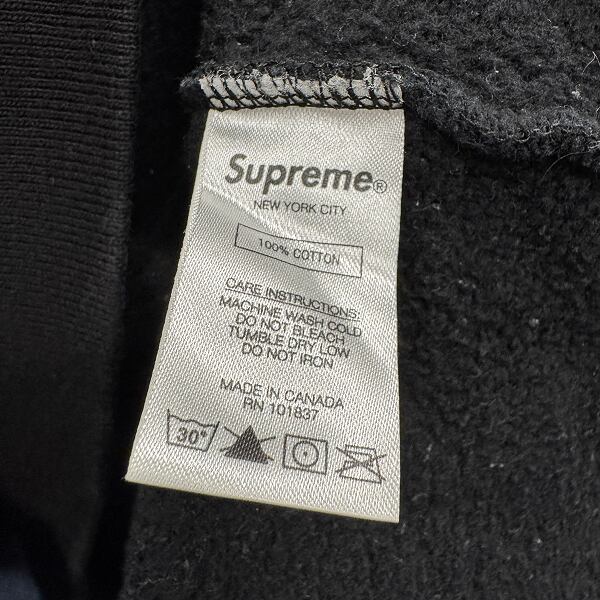 Supreme®
NEW YORK CITY
100% COTTON
CARE INSTRUCTIONS:
MACHINE WASH COLD
DO NOT BLEACH
TUMBLE DRY LOW
DO NOT IRON
MADE IN CANADA
RN 101837
30°